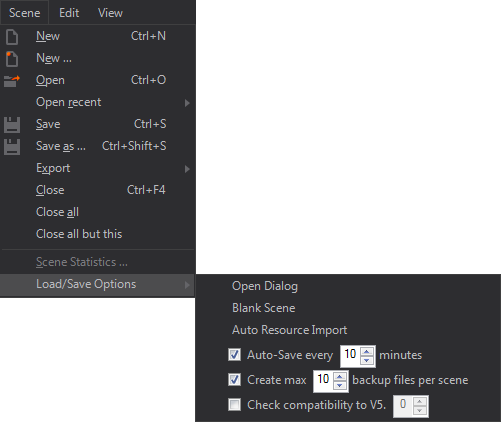 Scene Edit View
New Ctrl+N
New ...
Open Ctrl+O
Open recent
Save Ctrl+S
Save as ... Ctrl+Shift+S
Export
Close Ctrl+F4
Close all
Close all but this
Scene Statistics ...
Load/Save Options
Open Dialog
Blank Scene
Auto Resource Import
Auto-Save every 10 minutes
Create max 10 backup files per scene
Check compatibility to V5. 0